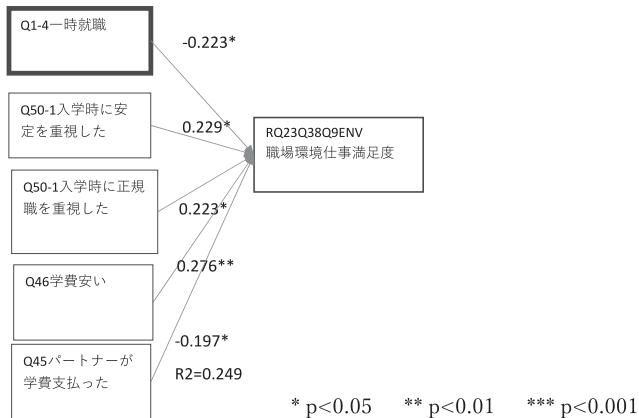 Q1-4一時就職
-0.223*
Q50-1入学時に安
定を重視した
0.229*
RQ23Q38Q9ENV
職場環境仕事満足度
Q50-1入学時に正規
職を重視した
0.223*
Q46学費安い
0.276**
Q45パートナーが
学費支払った
-0.197*
R2=0.249
* p<0.05 ** p<0.01 *** p<0.001